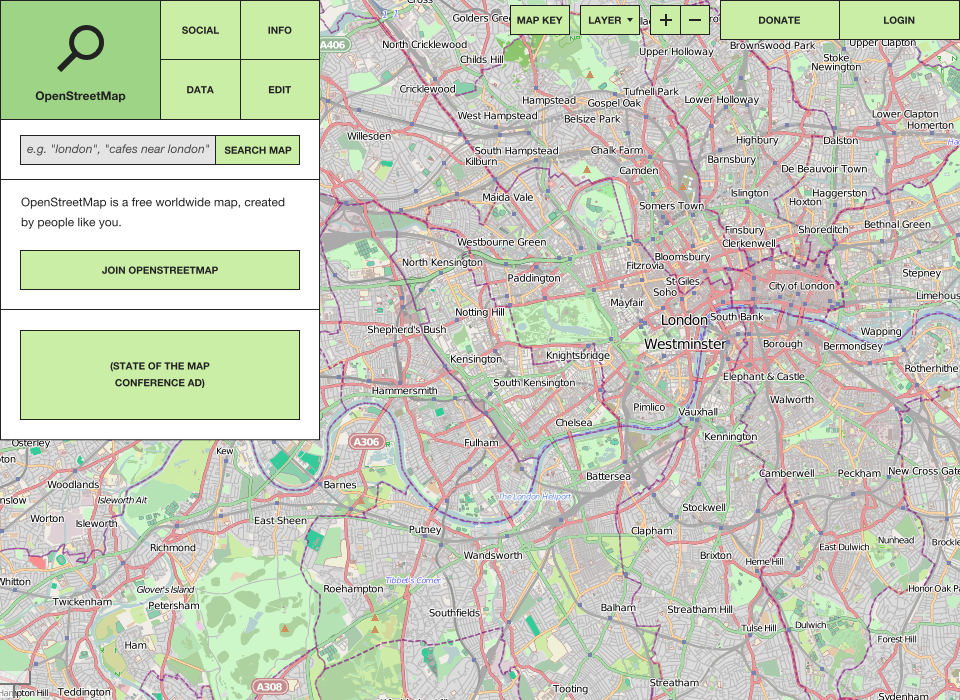 OpenStreetMap
SOCIAL
INFO
DATA
EDIT
e.g. "london", "cafes near london"
SEARCH MAP
OpenStreetMap is a free worldwide map, created
by people like you.
JOIN OPENSTREETMAP
(STATE OF THE MAP
CONFERENCE AD)
MAP KEY
LAYER
DONATE
LOGIN
A406
North Cricklewood
Childs Hill
Upper Holloway
Brownswood Park
Upper Clapton
Stoke
Newington
Cricklewood
Hampstead
Gospel Oak
Tufnell Park
Lower Holloway
West Hampstead
Belsize Park
Lower Clapton
Homerton
Willesden
South Hampstead
Kilburn
Chalk Farm
Camden
Highbury
Barnsbury
Dalston
De Beauvoir Town
Maida Vale
Somers Town
Islington
Haggerston
Hoxton
Westbourne Green
Finsbury
Clerkenwell
Shoreditch
Bethnal Green
North Kensington
Paddington
Fitzrovia
Bloomsbury
St Giles
Soho
City of London
Stepney
Notting Hill
Mayfair
London
South Bank
Limehous
Shepherd's Bush
Westminster
Borough
Bermondsey
Wapping
Kensington
Knightsbridge
Rotherhithe
South Kensington
Elephant & Castle
Hammersmith
Pimlico
Vauxhall
Walworth
Chelsea
Kennington
A306
Fulham
Osterley
Kew
Battersea
Camberwell
Peckham
New Cross Gate
Woodlands
Barnes
Isleworth Ait
The London Heliport
Stockwell
Worton
Isleworth
East Sheen
Putney
Clapham
Richmond
Wandsworth
Brixton
Herne Hill
East Dulwich
Nunhead
Whitton
Tibbet's Corner
Glover's Island
Roehampton
Honor Oak Pa
Twickenham
Petersham
Southfields
Balham
Streatham Hill
Tulse Hill
Dulwich
Forest Hill
Ham
A308
Teddington
Tooting
Streatham
Sydenham